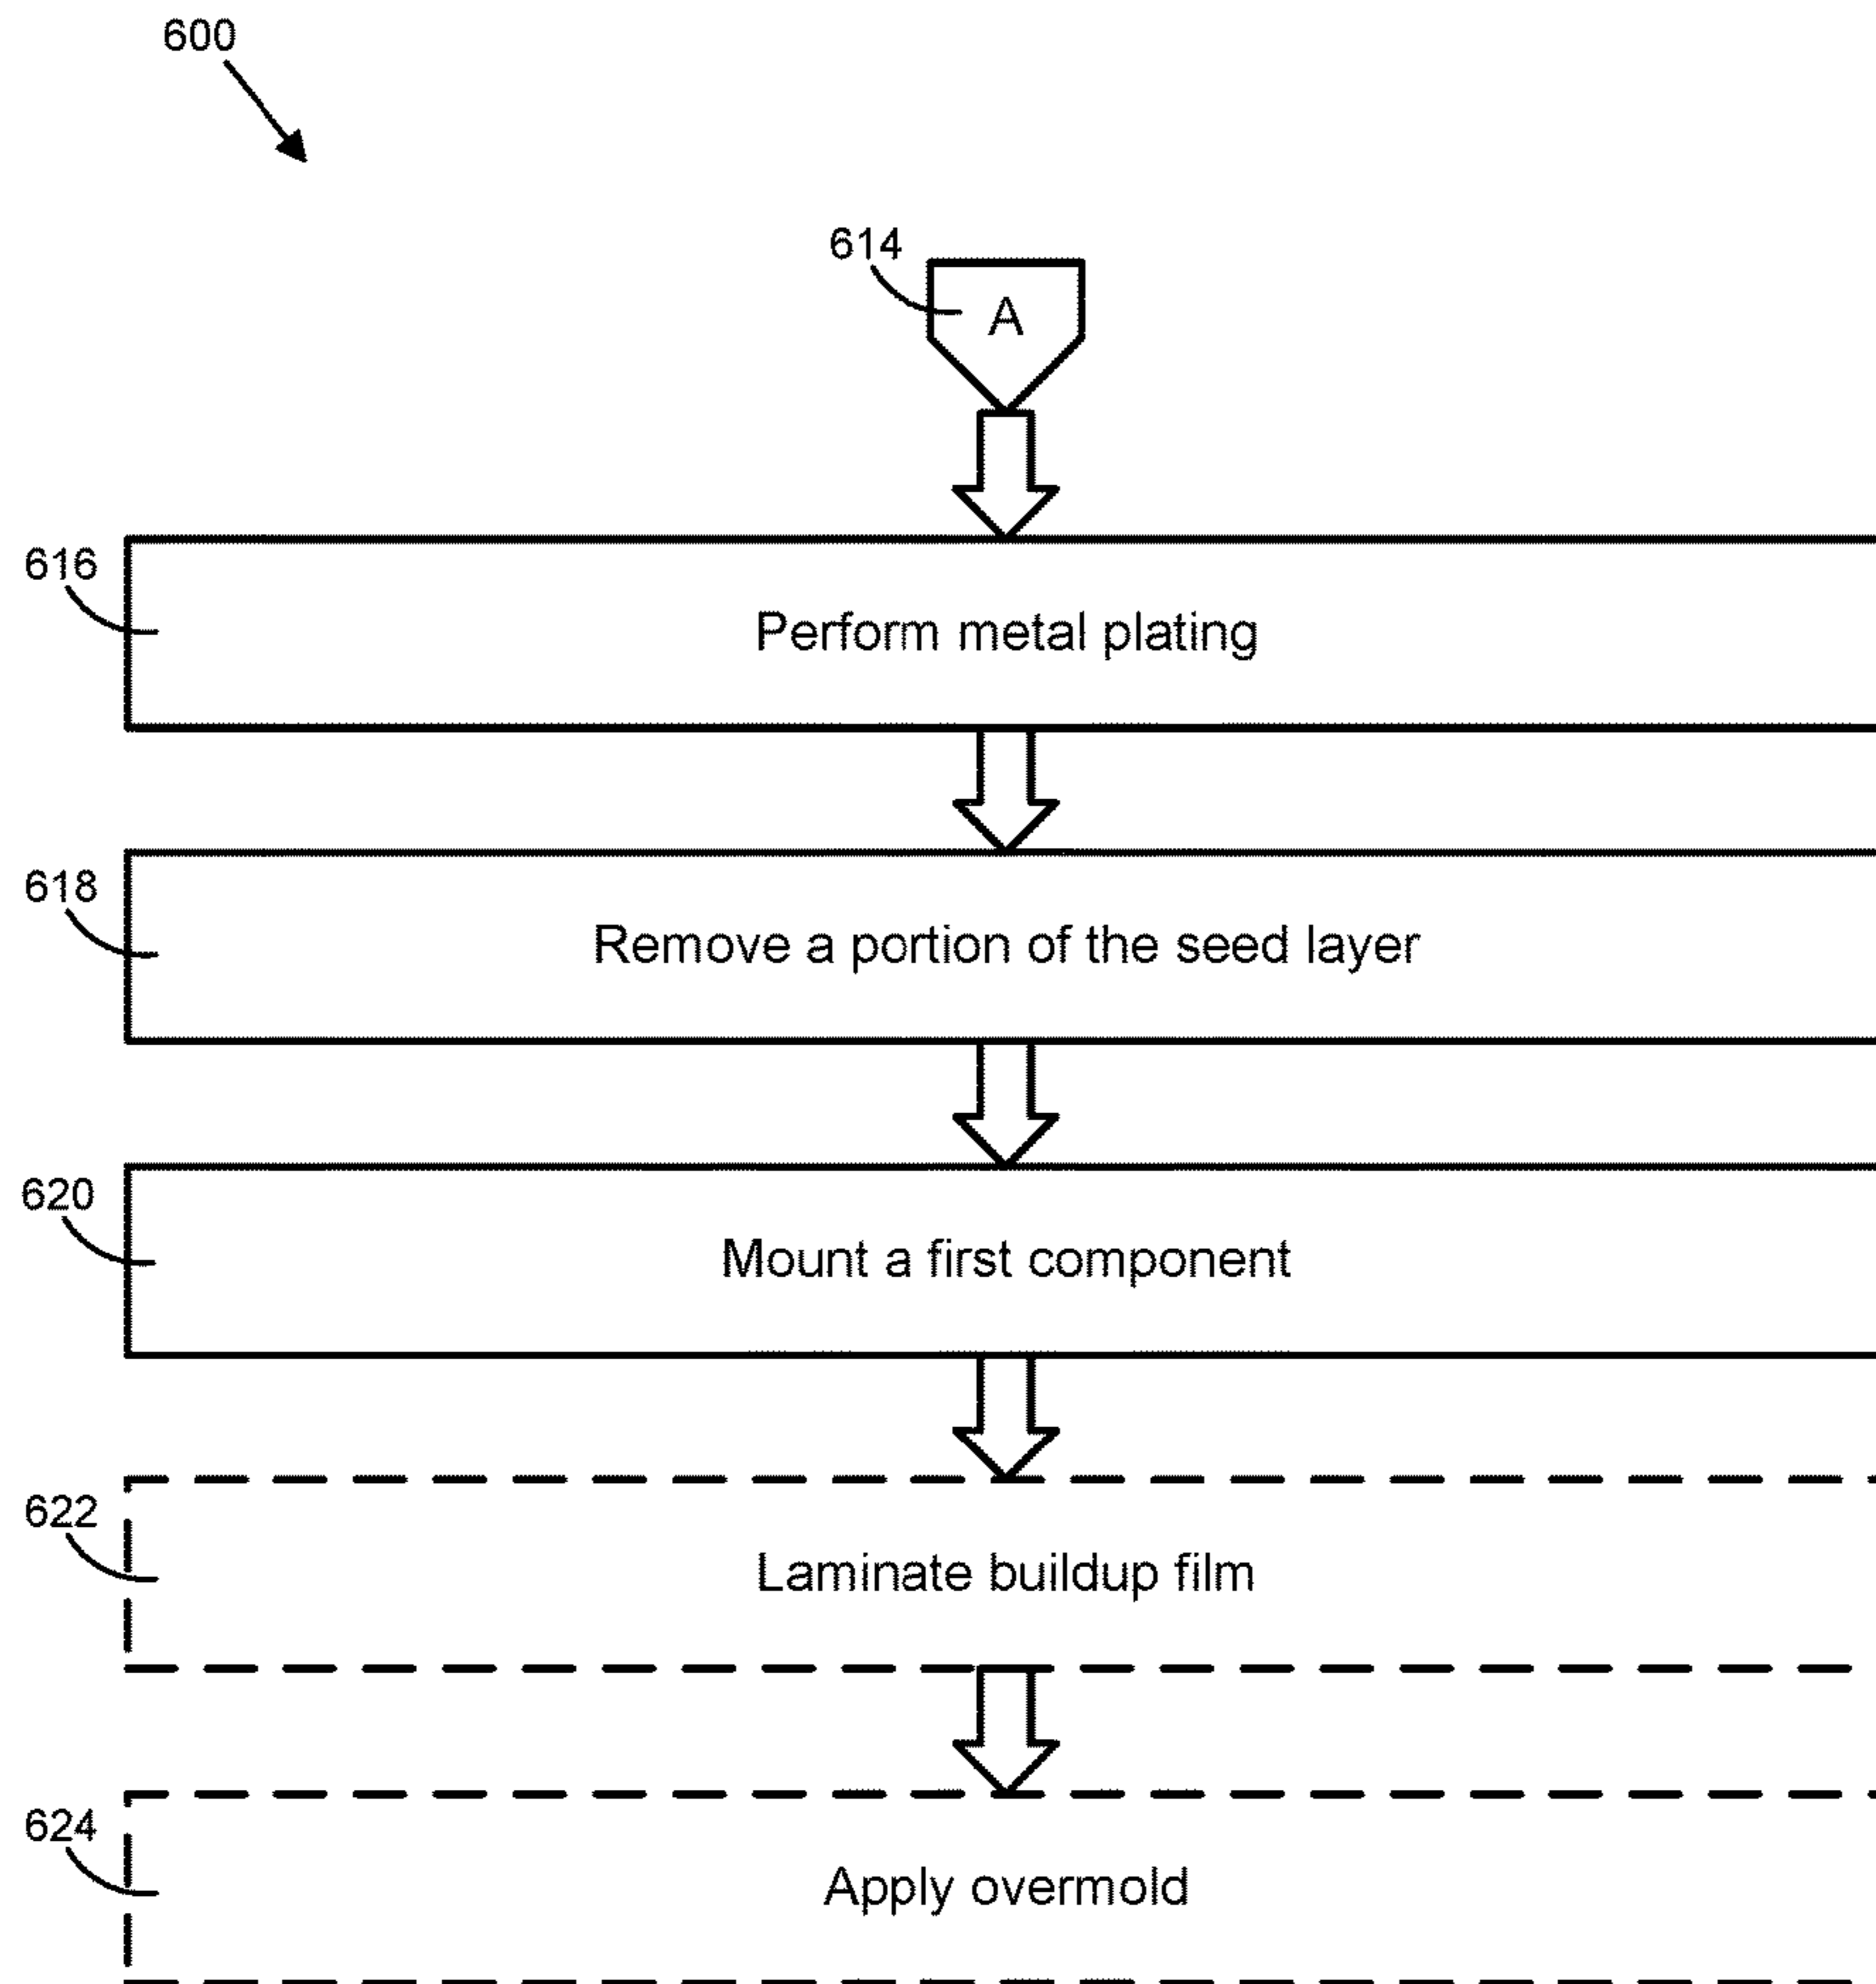 600
614
A
616
Perform metal plating
618
Remove a portion of the seed layer
620
Mount a first component
622
Laminate buildup film
624
Apply overmold